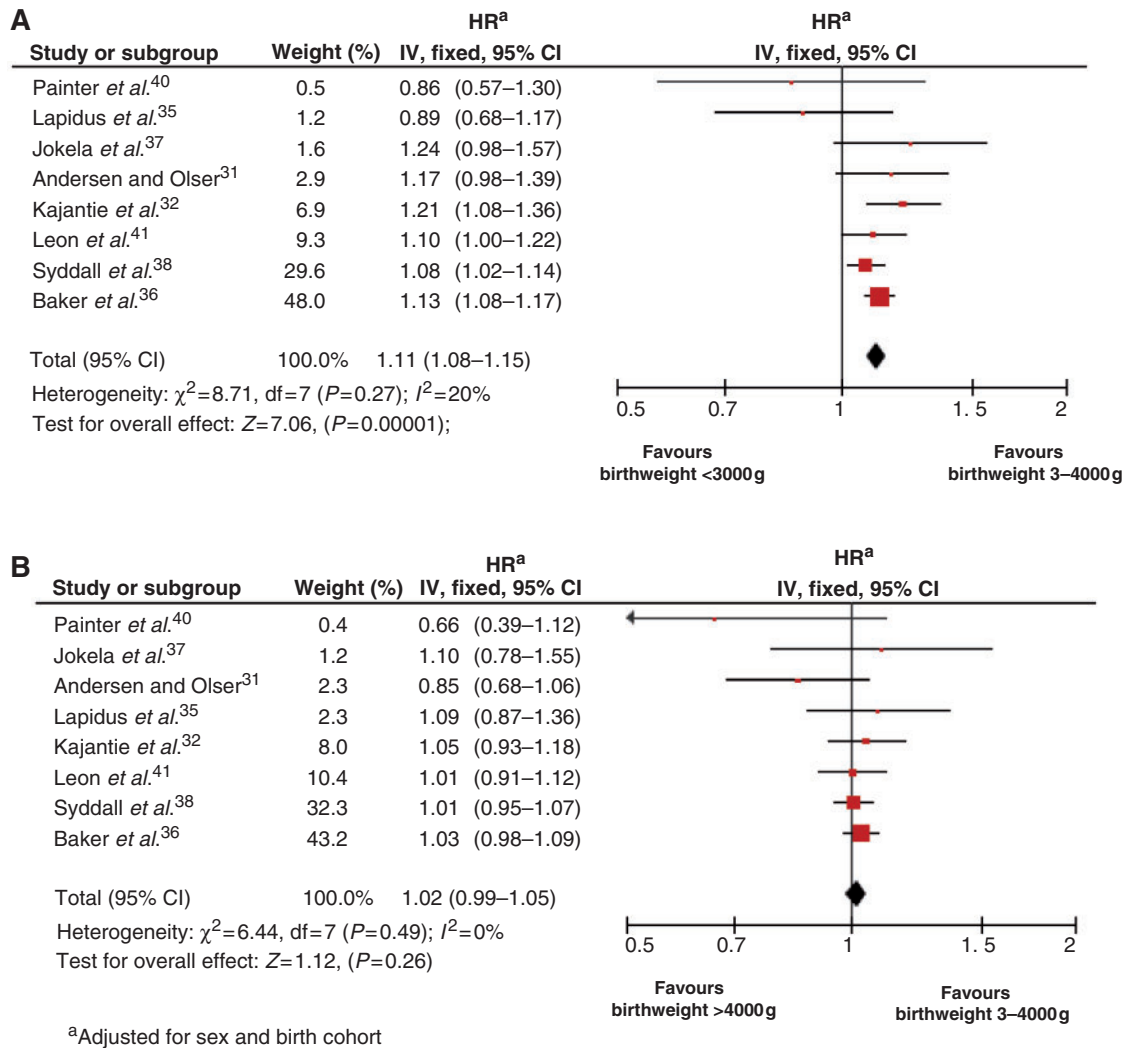 A
HRᵃ HRᵃ
Study or subgroup Weight (%) IV, fixed, 95% CI IV, fixed, 95% CI
Painter et al.⁴⁰ 0.5 0.86 (0.57–1.30)
Lapidus et al.³⁵ 1.2 0.89 (0.68–1.17)
Jokela et al.³⁷ 1.6 1.24 (0.98–1.57)
Andersen and Olser³¹ 2.9 1.17 (0.98–1.39)
Kajantie et al.³² 6.9 1.21 (1.08–1.36)
Leon et al.⁴¹ 9.3 1.10 (1.00–1.22)
Syddall et al.³⁸ 29.6 1.08 (1.02–1.14)
Baker et al.³⁶ 48.0 1.13 (1.08–1.17)
Total (95% CI) 100.0% 1.11 (1.08–1.15)
Heterogeneity: χ²=8.71, df=7 (P=0.27); I²=20%
Test for overall effect: Z=7.06, (P=0.00001);
0.5 0.7 1 1.5 2
Favours Favours
birthweight <3000g birthweight 3–4000g
B
HRᵃ HRᵃ
Study or subgroup Weight (%) IV, fixed, 95% CI IV, fixed, 95% CI
Painter et al.⁴⁰ 0.4 0.66 (0.39–1.12)
Jokela et al.³⁷ 1.2 1.10 (0.78–1.55)
Andersen and Olser³¹ 2.3 0.85 (0.68–1.06)
Lapidus et al.³⁵ 2.3 1.09 (0.87–1.36)
Kajantie et al.³² 8.0 1.05 (0.93–1.18)
Leon et al.⁴¹ 10.4 1.01 (0.91–1.12)
Syddall et al.³⁸ 32.3 1.01 (0.95–1.07)
Baker et al.³⁶ 43.2 1.03 (0.98–1.09)
Total (95% CI) 100.0% 1.02 (0.99–1.05)
Heterogeneity: χ²=6.44, df=7 (P=0.49); I²=0%
Test for overall effect: Z=1.12, (P=0.26)
0.5 0.7 1 1.5 2
Favours Favours
birthweight >4000g birthweight 3–4000g
ᵃAdjusted for sex and birth cohort